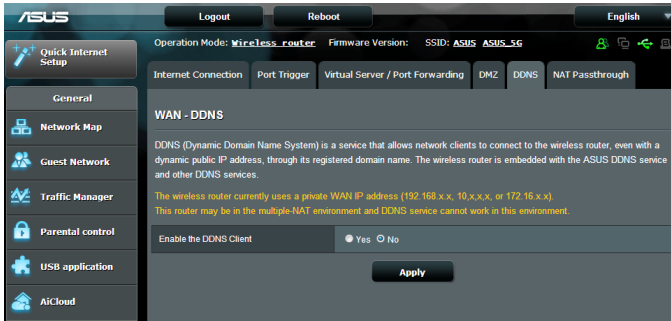 ASUS
Logout
Reboot
English
Quick Internet
Setup
Operation Mode: Wireless router Firmware Version: SSID: ASUS ASUS_5G
Internet Connection
Port Trigger
Virtual Server / Port Forwarding
DMZ
DDNS
NAT Passthrough
General
Network Map
Guest Network
Traffic Manager
Parental control
USB application
AiCloud
WAN - DDNS
DDNS (Dynamic Domain Name System) is a service that allows network clients to connect to the wireless router, even with a
dynamic public IP address, through its registered domain name. The wireless router is embedded with the ASUS DDNS service
and other DDNS services.
The wireless router currently uses a private WAN IP address (192.168.x.x, 10,x,x,x, or 172.16.x.x).
This router may be in the multiple-NAT environment and DDNS service cannot work in this environment.
Enable the DDNS Client
Yes No
Apply